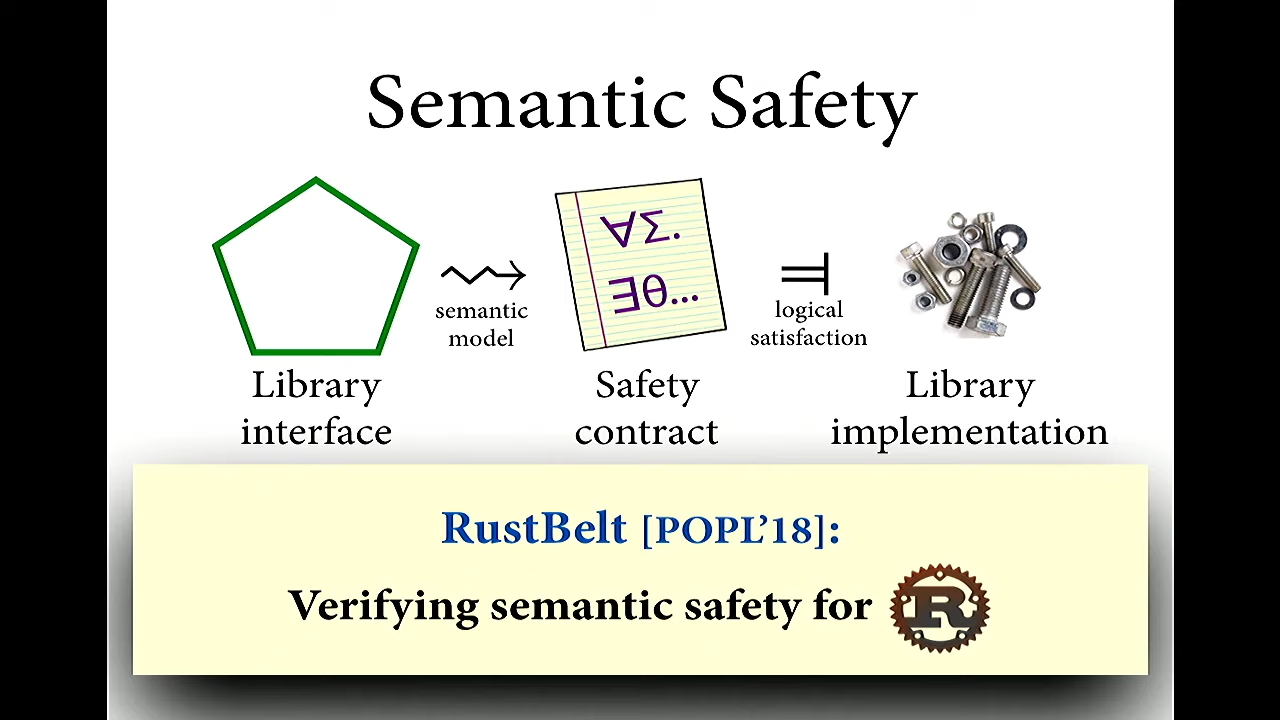 Semantic Safety
∀Σ.
∃θ...
semantic
model
logical
satisfaction
Library
interface
Safety
contract
Library
implementation
RustBelt [POPL’18]:
Verifying semantic safety for R